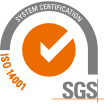 SYSTEM CERTIFICATION
ISO 14001
SGS